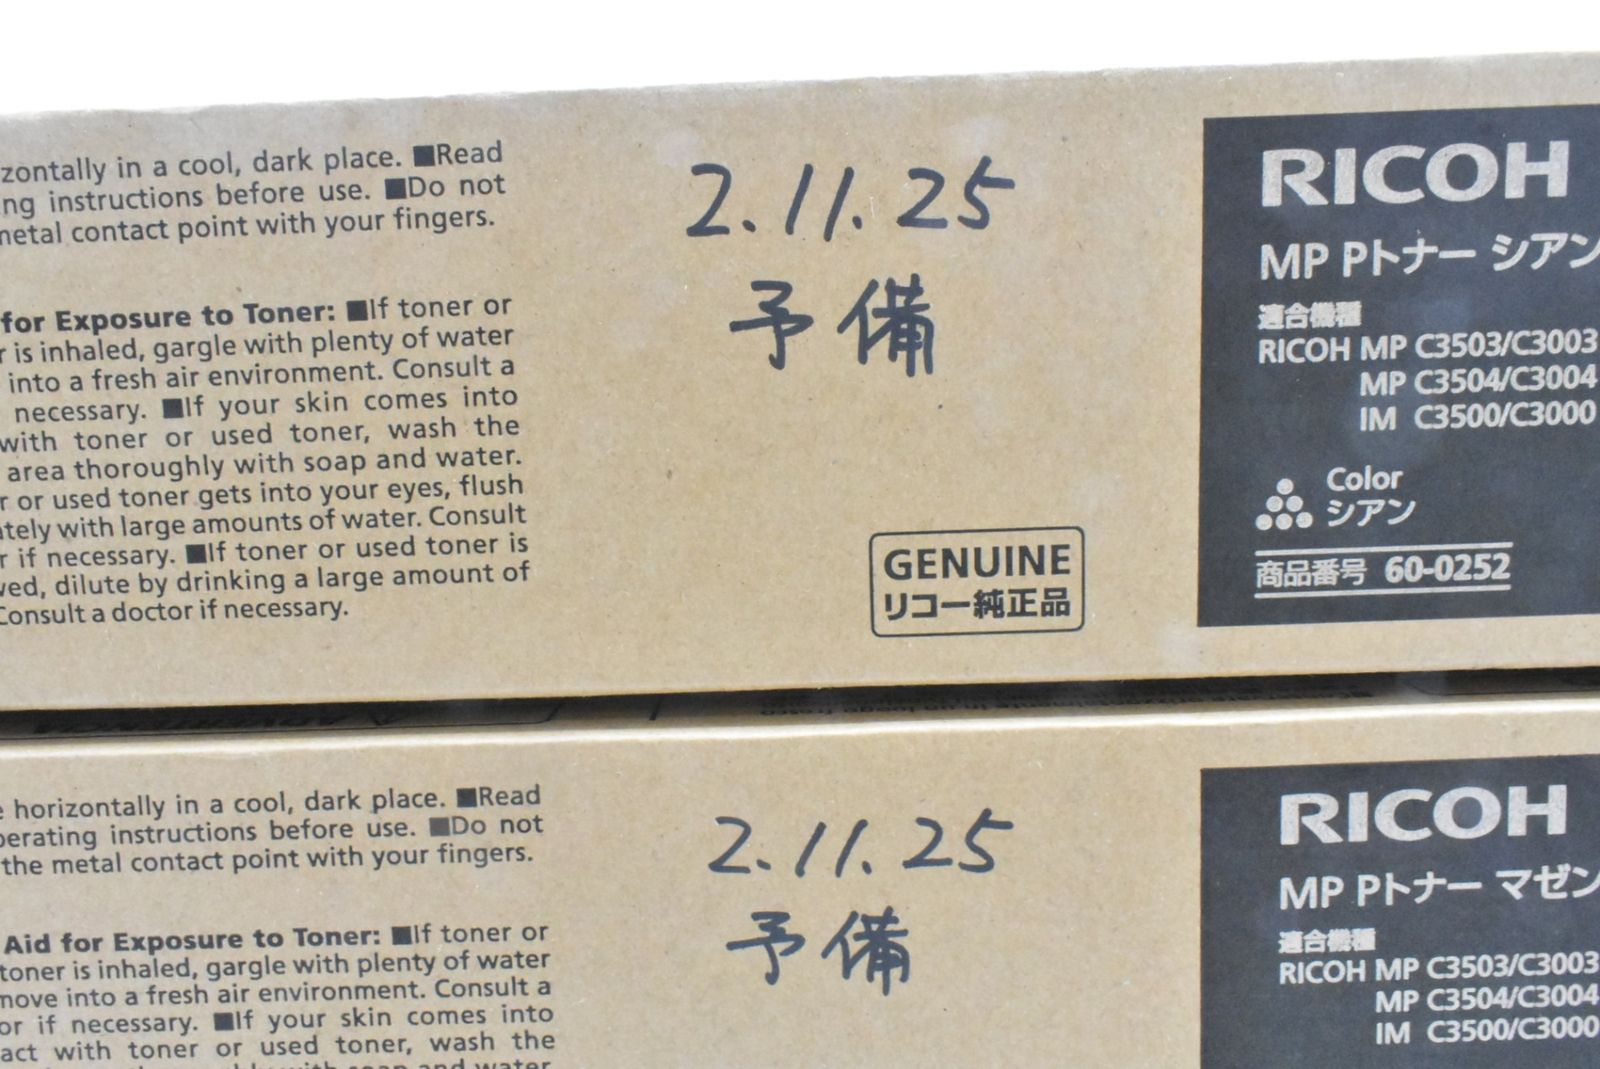 zontally in a cool, dark place. ■Read
ng instructions before use. ■Do not
metal contact point with your fingers.
for Exposure to Toner: ■If toner or
r is inhaled, gargle with plenty of water
into a fresh air environment. Consult a
necessary. ■If your skin comes into
with toner or used toner, wash the
area thoroughly with soap and water.
r or used toner gets into your eyes, flush
ately with large amounts of water. Consult
r if necessary. ■If toner or used toner is
wed, dilute by drinking a large amount of
Consult a doctor if necessary.
2.11.25
予備
GENUINE
リコー純正品
RICOH
MP Pトナー シアン
適合機種
RICOH MP C3503/C3003
MP C3504/C3004
IM C3500/C3000
Color
シアン
商品番号 60-0252
e horizontally in a cool, dark place. ■Read
perating instructions before use. ■Do not
the metal contact point with your fingers.
Aid for Exposure to Toner: ■If toner or
toner is inhaled, gargle with plenty of water
move into a fresh air environment. Consult a
or if necessary. ■If your skin comes into
act with toner or used toner, wash the
with soap and water
2.11.25
予備
RICOH
MP Pトナー マゼン
適合機種
RICOH MP C3503/C3003
MP C3504/C3004
IM C3500/C3000